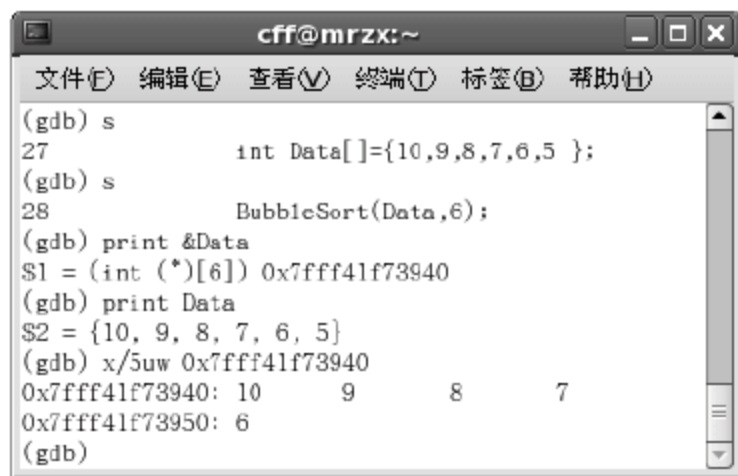 cff@mrzx:~
文件(F) 编辑(E) 查看(V) 终端(T) 标签(B) 帮助(H)
(gdb) s
27 int Data[]={10,9,8,7,6,5 };
(gdb) s
28 BubbleSort(Data,6);
(gdb) print &Data
$1 = (int (*)[6]) 0x7fff41f73940
(gdb) print Data
$2 = {10, 9, 8, 7, 6, 5}
(gdb) x/5uw 0x7fff41f73940
0x7fff41f73940: 10 9 8 7
0x7fff41f73950: 6
(gdb)